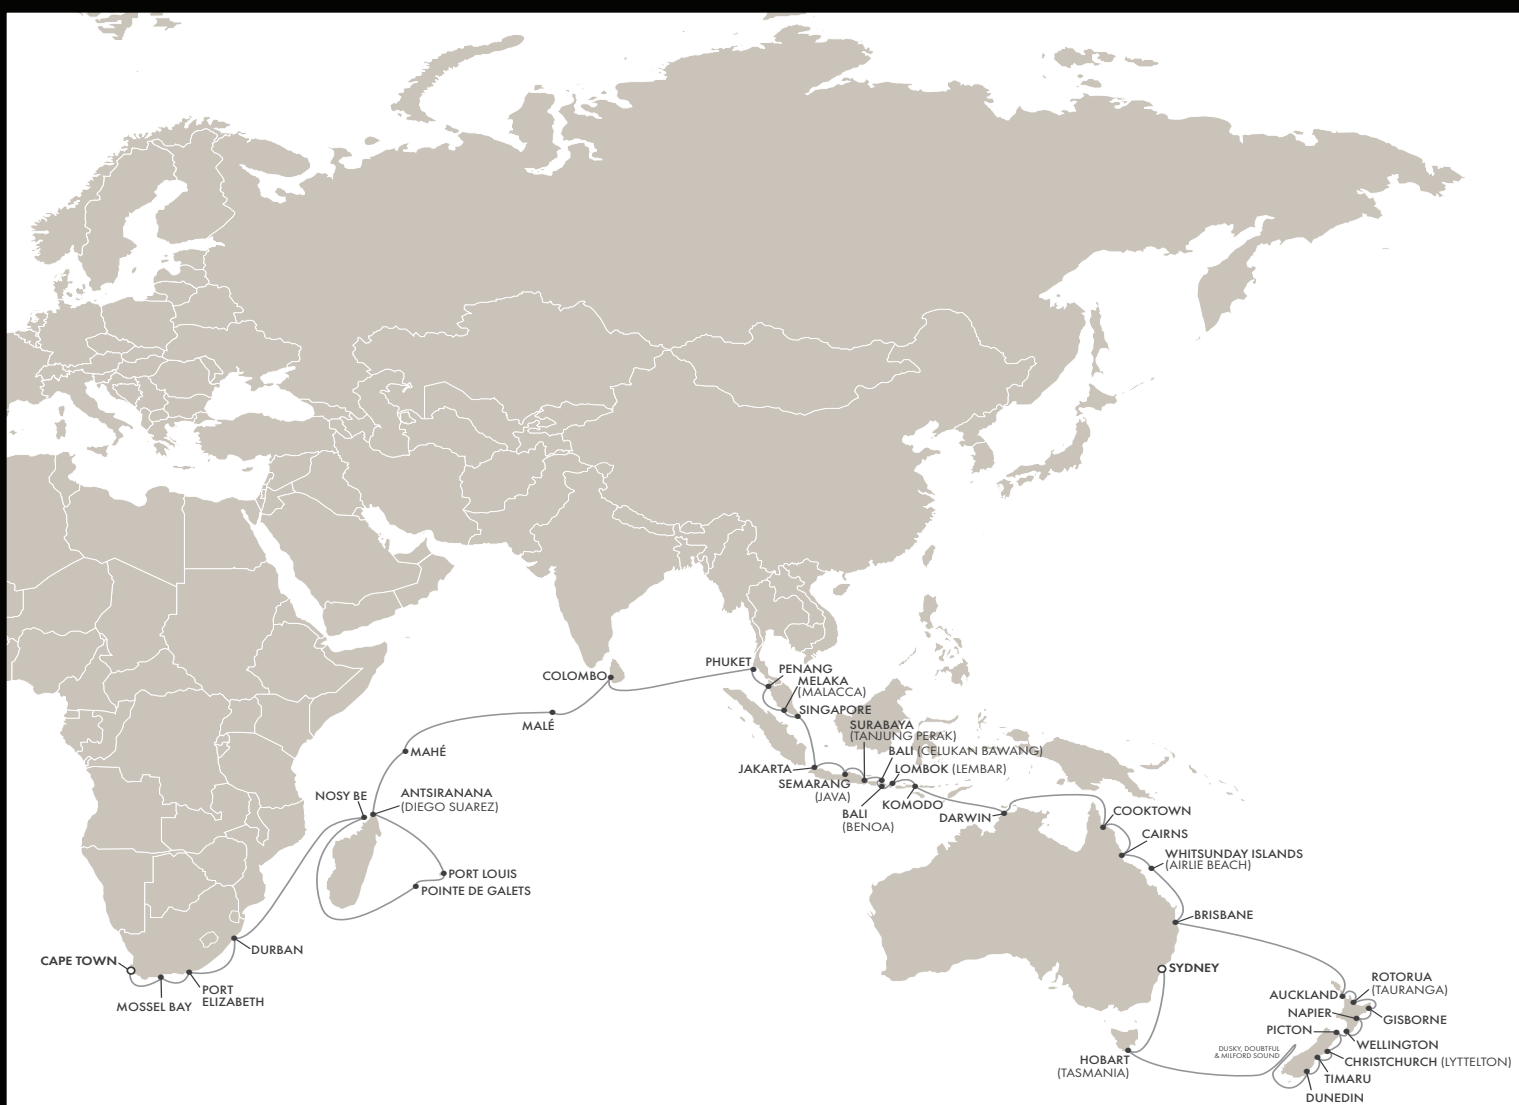 PHUKET
PENANG
MELAKA
(MALACCA)
COLOMBO
SINGAPORE
MALÉ
SURABAYA
(TANJUNG PERAK)
MAHÉ
BALI (CELUKAN BAWANG)
JAKARTA
LOMBOK (LEMBAR)
SEMARANG
(JAVA)
KOMODO
BALI
(BENOA)
DARWIN
NOSY BE
ANTSIRANANA
(DIEGO SUAREZ)
COOKTOWN
CAIRNS
WHITSUNDAY ISLANDS
(AIRLIE BEACH)
PORT LOUIS
POINTE DE GALETS
BRISBANE
DURBAN
CAPE TOWN
SYDNEY
PORT
ELIZABETH
MOSSEL BAY
ROTORUA
(TAURANGA)
AUCKLAND
NAPIER
GISBORNE
PICTON
WELLINGTON
DUSKY, DOUBTFUL
& MILFORD SOUND
HOBART
(TASMANIA)
CHRISTCHURCH (LYTTELTON)
TIMARU
DUNEDIN